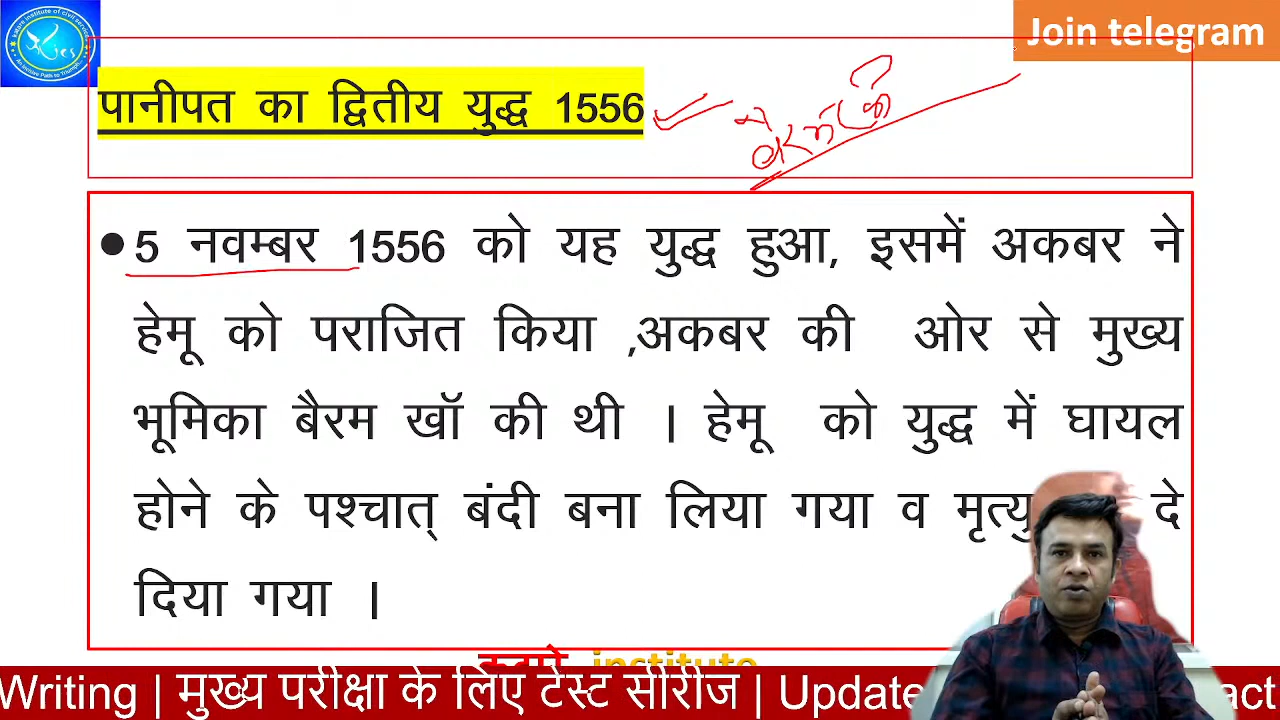 Join telegram
पानीपत का द्वितीय युद्ध 1556
• 5 नवम्बर 1556 को यह युद्ध हुआ, इसमें अकबर ने
हेमू को पराजित किया ,अकबर की ओर से मुख्य
भूमिका बैरम खॉ की थी । हेमू को युद्ध में घायल
होने के पश्चात् बंदी बना लिया गया व दे
दिया गया ।
institute
Writing | मुख्य परीक्षा के लिए टेस्ट सीरीज | Update